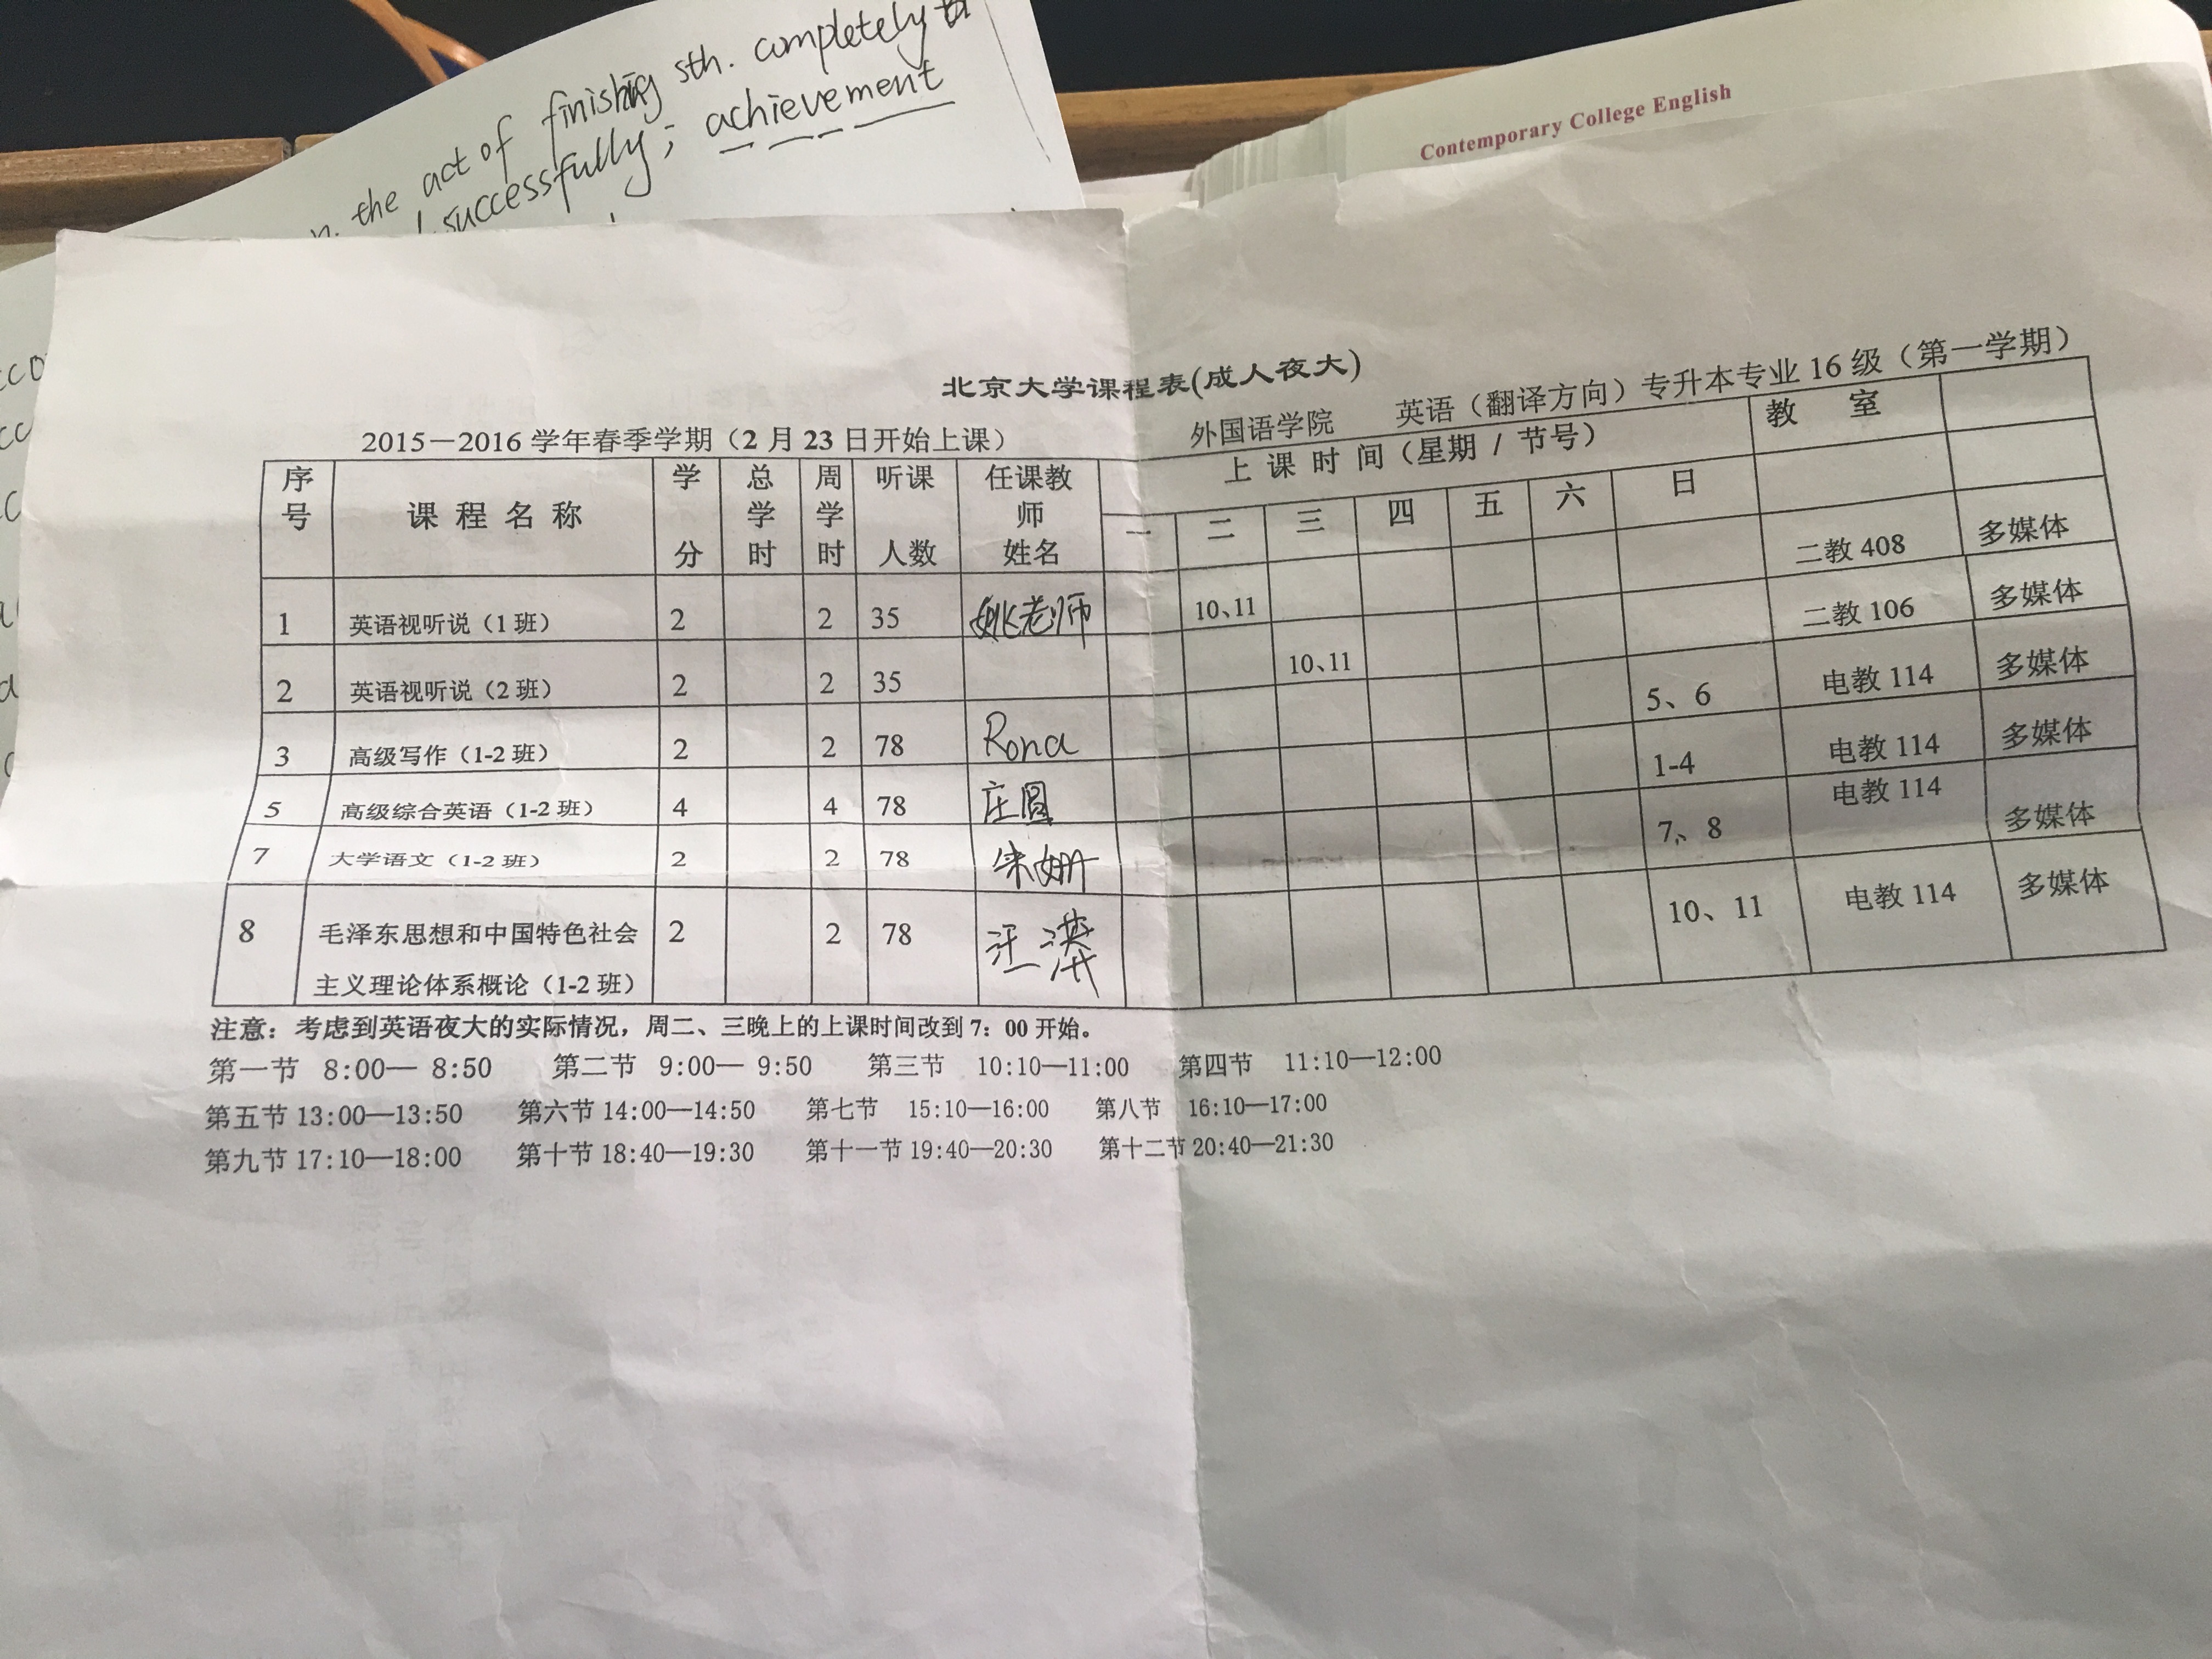 n. the act of finishing sth. completely
successfully; achievement
Contemporary College English
北京大学课程表(成人夜大)
2015－2016 学年春季学期（2 月 23 日开始上课） 外国语学院 英语（翻译方向）专升本专业 16 级（第一学期）
序号 课程名称 学分 总学时 周学时 听课人数 任课教师姓名 上课时间（星期 / 节号） 教室
一 二 三 四 五 六 日
1 英语视听说（1 班） 2 2 35 姚老师 10、11 二教 408 多媒体
2 英语视听说（2 班） 2 2 35 10、11 二教 106 多媒体
3 高级写作（1-2 班） 2 2 78 Rona 5、6 电教 114 多媒体
5 高级综合英语（1-2 班） 4 4 78 庄圆 1-4 电教 114 多媒体
7 大学语文（1-2 班） 2 2 78 朱姗 7、8 电教 114 多媒体
8 毛泽东思想和中国特色社会 2 2 78 汪 10、11 电教 114 多媒体
主义理论体系概论（1-2 班）
注意：考虑到英语夜大的实际情况，周二、三晚上的上课时间改到 7：00 开始。
第一节 8:00— 8:50 第二节 9:00— 9:50 第三节 10:10—11:00 第四节 11:10—12:00
第五节 13:00—13:50 第六节 14:00—14:50 第七节 15:10—16:00 第八节 16:10—17:00
第九节 17:10—18:00 第十节 18:40—19:30 第十一节 19:40—20:30 第十二节 20:40—21:30